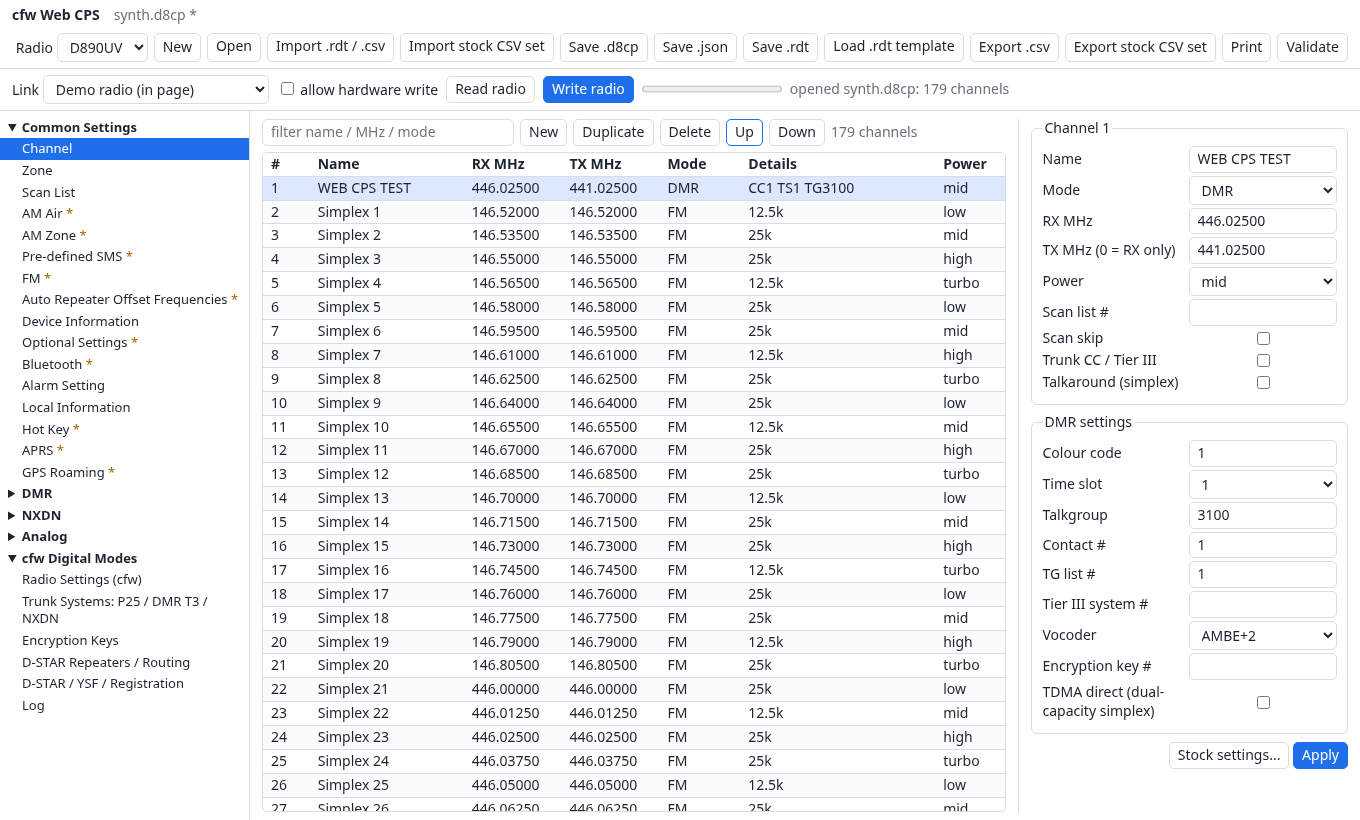 cfw Web CPS synth.d8cp *
Radio D890UV New Open Import .rdt / .csv Import stock CSV set Save .d8cp Save .json Save .rdt Load .rdt template Export .csv Export stock CSV set Print Validate
Link Demo radio (in page) allow hardware write Read radio Write radio opened synth.d8cp: 179 channels
Common Settings
Channel
Zone
Scan List
AM Air *
AM Zone *
Pre-defined SMS *
FM *
Auto Repeater Offset Frequencies *
Device Information
Optional Settings *
Bluetooth *
Alarm Setting
Local Information
Hot Key *
APRS *
GPS Roaming *
DMR
NXDN
Analog
cfw Digital Modes
Radio Settings (cfw)
Trunk Systems: P25 / DMR T3 /
NXDN
Encryption Keys
D-STAR Repeaters / Routing
D-STAR / YSF / Registration
Log
filter name / MHz / mode New Duplicate Delete Up Down 179 channels
# Name RX MHz TX MHz Mode Details Power
1 WEB CPS TEST 446.02500 441.02500 DMR CC1 TS1 TG3100 mid
2 Simplex 1 146.52000 146.52000 FM 12.5k low
3 Simplex 2 146.53500 146.53500 FM 25k mid
4 Simplex 3 146.55000 146.55000 FM 25k high
5 Simplex 4 146.56500 146.56500 FM 12.5k turbo
6 Simplex 5 146.58000 146.58000 FM 25k low
7 Simplex 6 146.59500 146.59500 FM 25k mid
8 Simplex 7 146.61000 146.61000 FM 12.5k high
9 Simplex 8 146.62500 146.62500 FM 25k turbo
10 Simplex 9 146.64000 146.64000 FM 25k low
11 Simplex 10 146.65500 146.65500 FM 12.5k mid
12 Simplex 11 146.67000 146.67000 FM 25k high
13 Simplex 12 146.68500 146.68500 FM 25k turbo
14 Simplex 13 146.70000 146.70000 FM 12.5k low
15 Simplex 14 146.71500 146.71500 FM 25k mid
16 Simplex 15 146.73000 146.73000 FM 25k high
17 Simplex 16 146.74500 146.74500 FM 12.5k turbo
18 Simplex 17 146.76000 146.76000 FM 25k low
19 Simplex 18 146.77500 146.77500 FM 25k mid
20 Simplex 19 146.79000 146.79000 FM 12.5k high
21 Simplex 20 146.80500 146.80500 FM 25k turbo
22 Simplex 21 446.00000 446.00000 FM 25k low
23 Simplex 22 446.01250 446.01250 FM 12.5k mid
24 Simplex 23 446.02500 446.02500 FM 25k high
25 Simplex 24 446.03750 446.03750 FM 25k turbo
26 Simplex 25 446.05000 446.05000 FM 12.5k low
27 Simplex 26 446.06250 446.06250 FM 25k mid
Channel 1
Name WEB CPS TEST
Mode DMR
RX MHz 446.02500
TX MHz (0 = RX only) 441.02500
Power mid
Scan list #
Scan skip
Trunk CC / Tier III
Talkaround (simplex)
DMR settings
Colour code 1
Time slot 1
Talkgroup 3100
Contact # 1
TG list # 1
Tier III system #
Vocoder AMBE+2
Encryption key #
TDMA direct (dual-
capacity simplex)
Stock settings... Apply